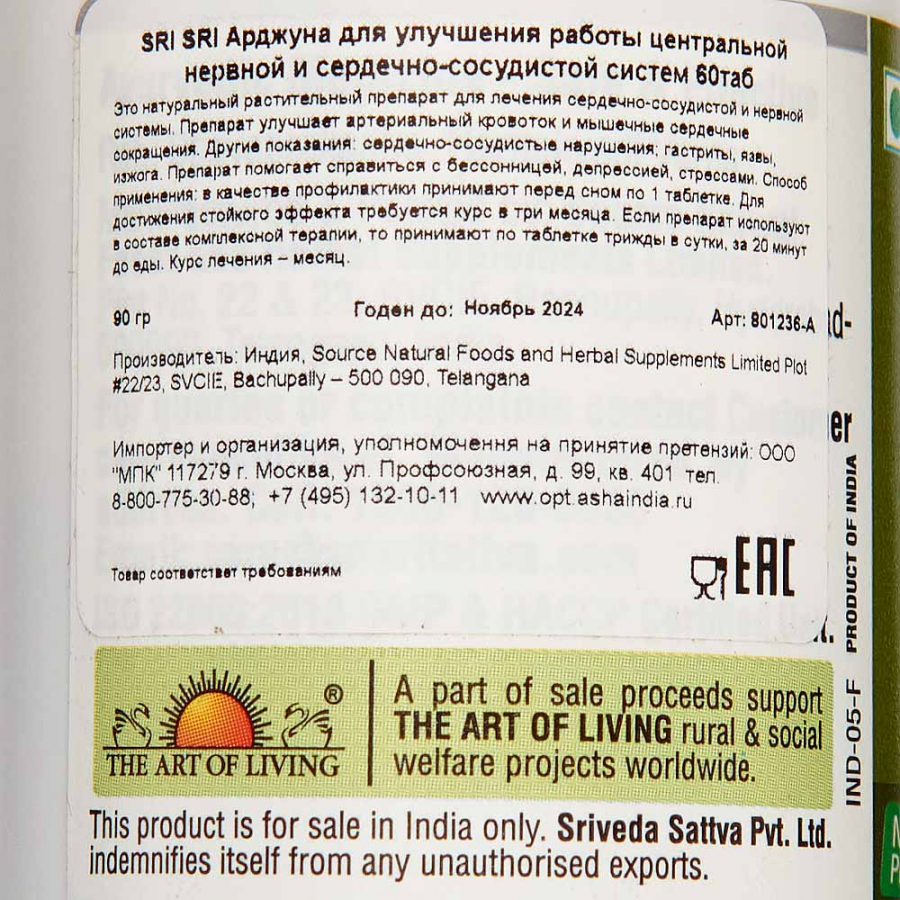 SRI SRI Арджуна для улучшения работы центральной
нервной и сердечно-сосудистой систем 60таб
Это натуральный растительный препарат для лечения сердечно-сосудистой и нервной
системы. Препарат улучшает артериальный кровоток и мышечные сердечные
сокращения. Другие показания: сердечно-сосудистые нарушения; гастриты, язвы,
изжога. Препарат помогает справиться с бессонницей, депрессией, стрессами. Способ
применения: в качестве профилактики принимают перед сном по 1 таблетке. Для
достижения стойкого эффекта требуется курс в три месяца. Если препарат используют
в составе комплексной терапии, то принимают по таблетке трижды в сутки, за 20 минут
до еды. Курс лечения – месяц.
90 гр Годен до: Ноябрь 2024 Арт: 801236-А
Производитель: Индия, Source Natural Foods and Herbal Supplements Limited Plot
#22/23, SVCIE, Bachupally – 500 090, Telangana
Импортер и организация, уполномочення на принятие претензий: ООО
"МПК" 117279 г. Москва, ул. Профсоюзная, д. 99, кв. 401 тел.
8-800-775-30-88; +7 (495) 132-10-11 www.opt.ashaindia.ru
Товар соответствет требованиям
EAC
THE ART OF LIVING ®
A part of sale proceeds support
THE ART OF LIVING rural & social
welfare projects worldwide.
This product is for sale in India only. Sriveda Sattva Pvt. Ltd.
indemnifies itself from any unauthorised exports.
IND-05-F PRODUCT OF INDIA